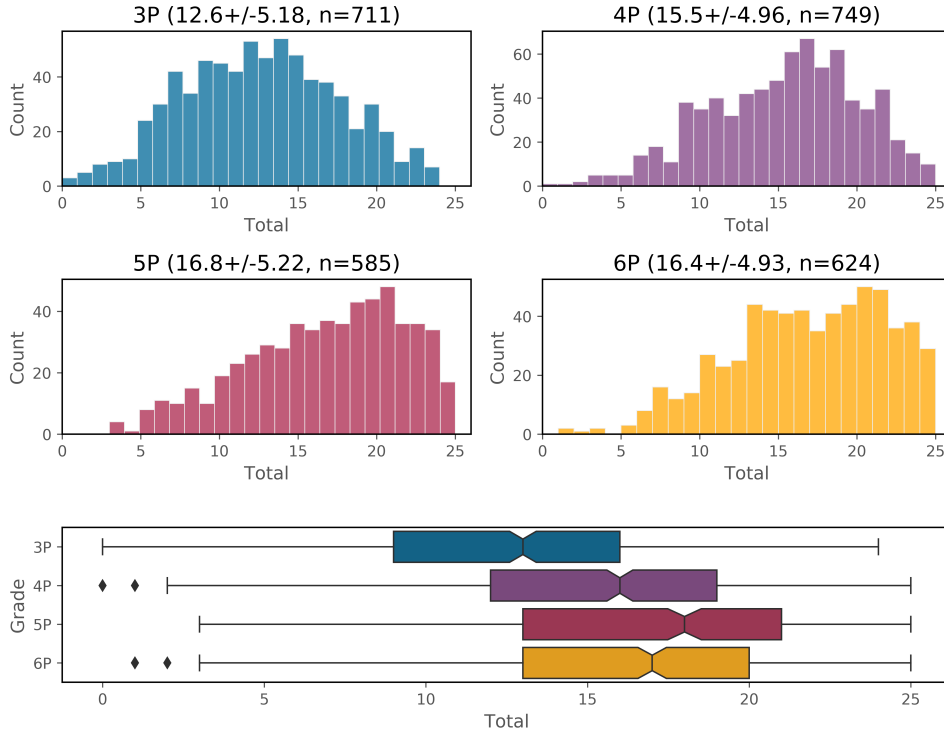 3P (12.6+/-5.18, n=711)
Count
40
20
0
0 5 10 15 20 25
Total
4P (15.5+/-4.96, n=749)
Count
60
40
20
0
0 5 10 15 20 25
Total
5P (16.8+/-5.22, n=585)
Count
40
20
0
0 5 10 15 20 25
Total
6P (16.4+/-4.93, n=624)
Count
40
20
0
0 5 10 15 20 25
Total
Grade
3P
4P
5P
6P
0 5 10 15 20 25
Total